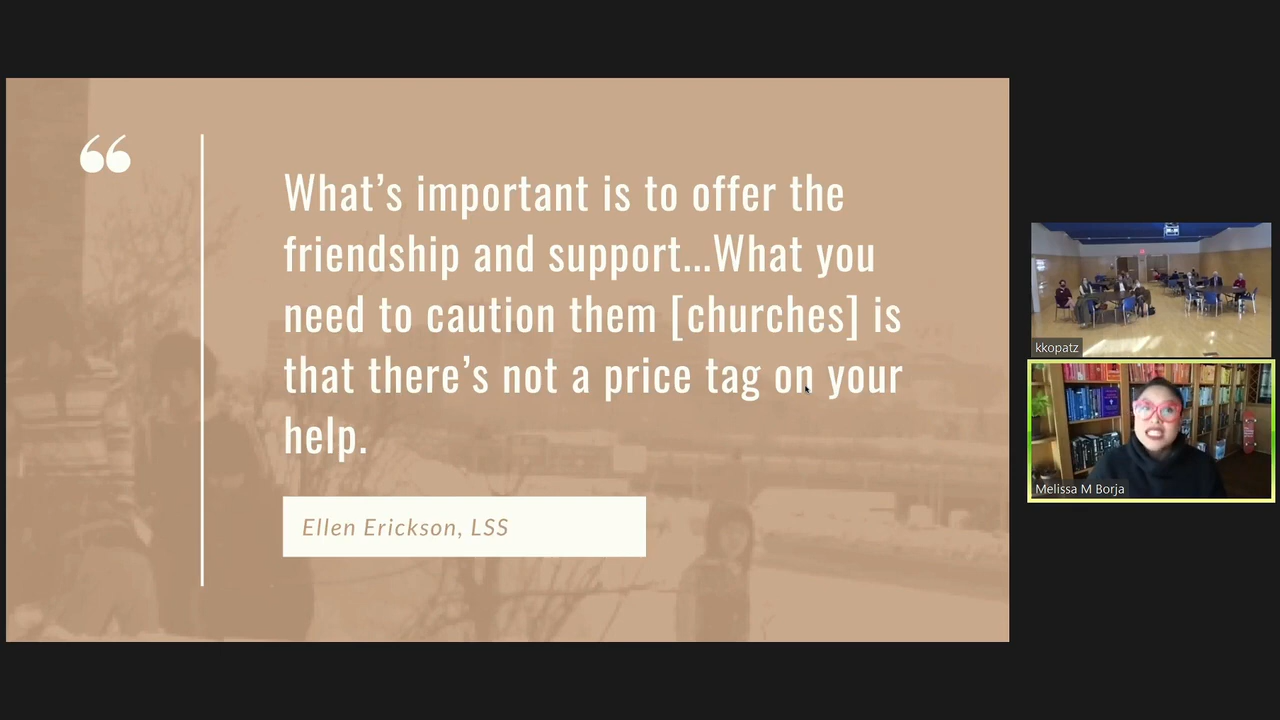 “
What’s important is to offer the
friendship and support...What you
need to caution them [churches] is
that there’s not a price tag on your
help.
Ellen Erickson, LSS
kkopatz
Melissa M Borja